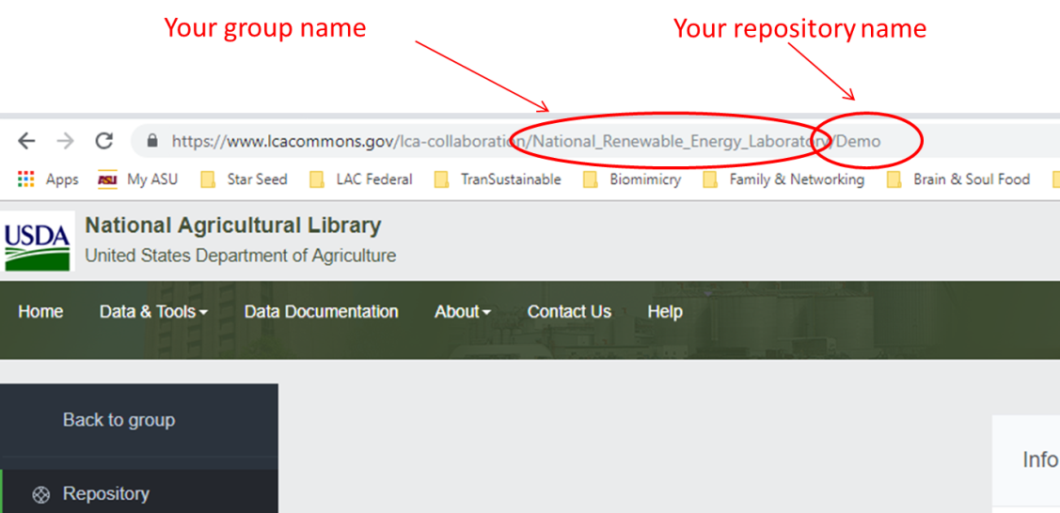 Your group name
Your repository name
https://www.lcacommons.gov/lca-collaboration/National_Renewable_Energy_Laboratory/Demo
Apps ASU My ASU Star Seed LAC Federal TranSustainable Biomimicry Family & Networking Brain & Soul Food
USDA
National Agricultural Library
United States Department of Agriculture
Home Data & Tools Data Documentation About Contact Us Help
Back to group
Info
Repository